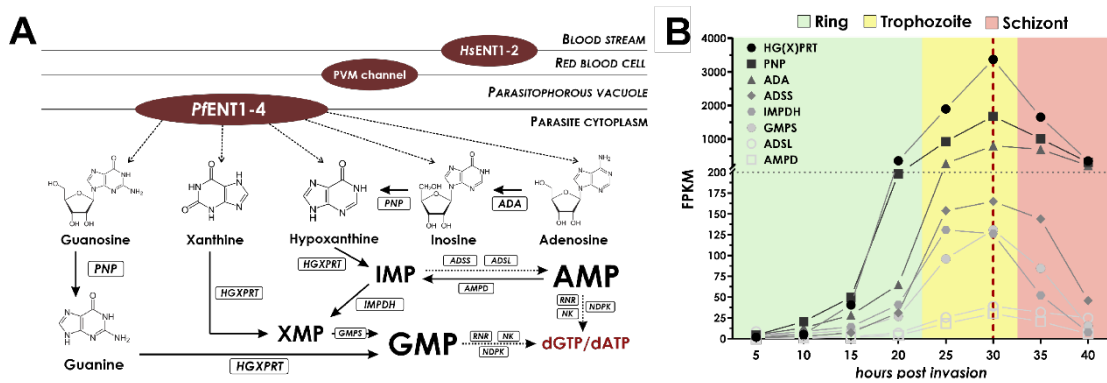 A
BLOOD STREAM
HsENT1-2
RED BLOOD CELL
PVM channel
PARASITOPHOROUS VACUOLE
PfENT1-4
PARASITE CYTOPLASM
Guanosine
Xanthine
Hypoxanthine
Inosine
Adenosine
PNP
ADA
PNP
HGXPRT
HGXPRT
IMP
ADSS
ADSL
AMPD
AMP
IMPDH
RNR
NK
NDPK
XMP
GMPS
GMP
RNR
NK
NDPK
dGTP/dATP
Guanine
HGXPRT
B
Ring
Trophozoite
Schizont
HG(X)PRT
PNP
ADA
ADSS
IMPDH
GMPS
ADSL
AMPD
FPKM
4000
3250
2500
1750
1000
200
175
150
125
100
75
50
25
0
5 10 15 20 25 30 35 40
hours post invasion